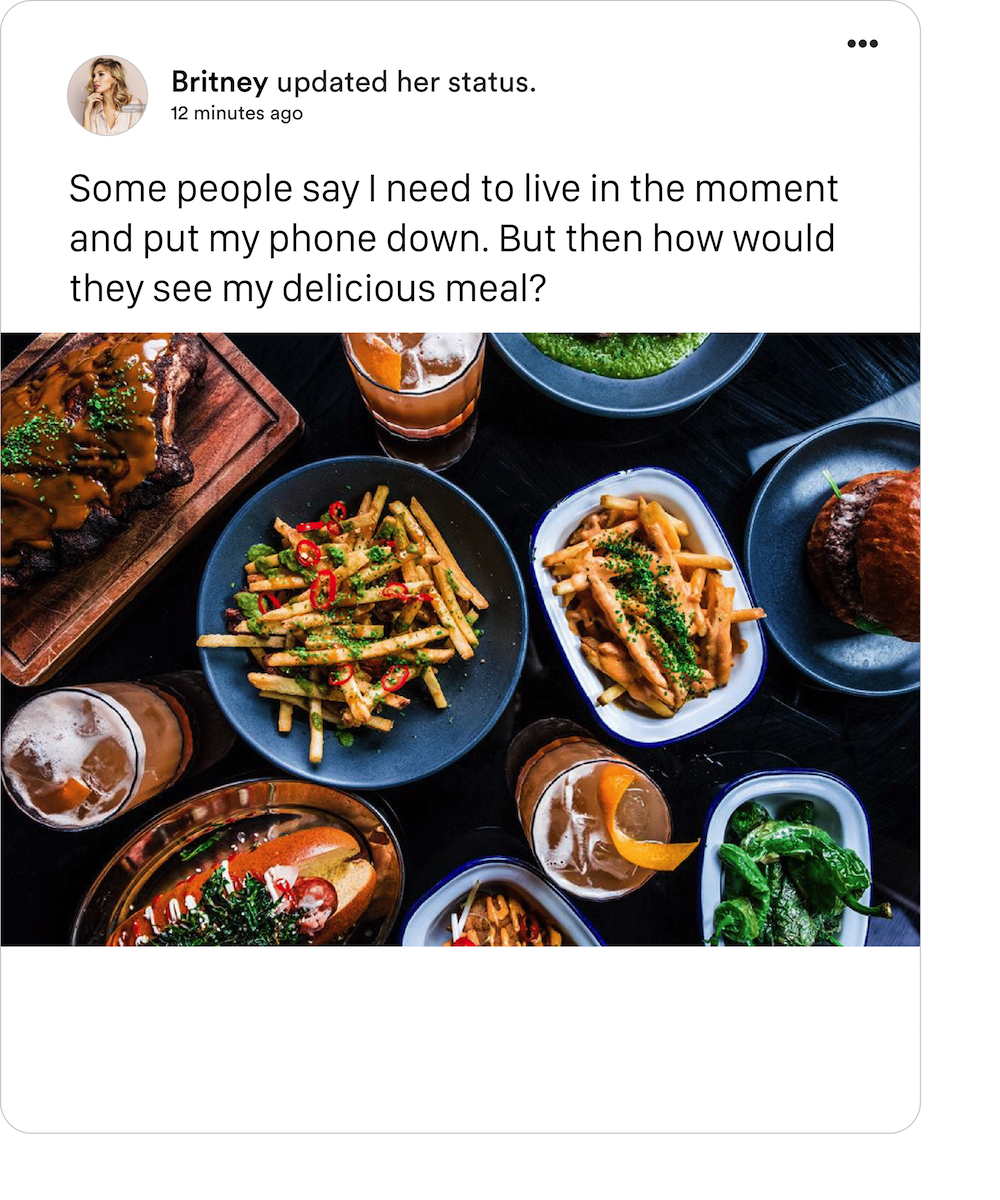 Britney updated her status.
12 minutes ago
Some people say I need to live in the moment
and put my phone down. But then how would
they see my delicious meal?